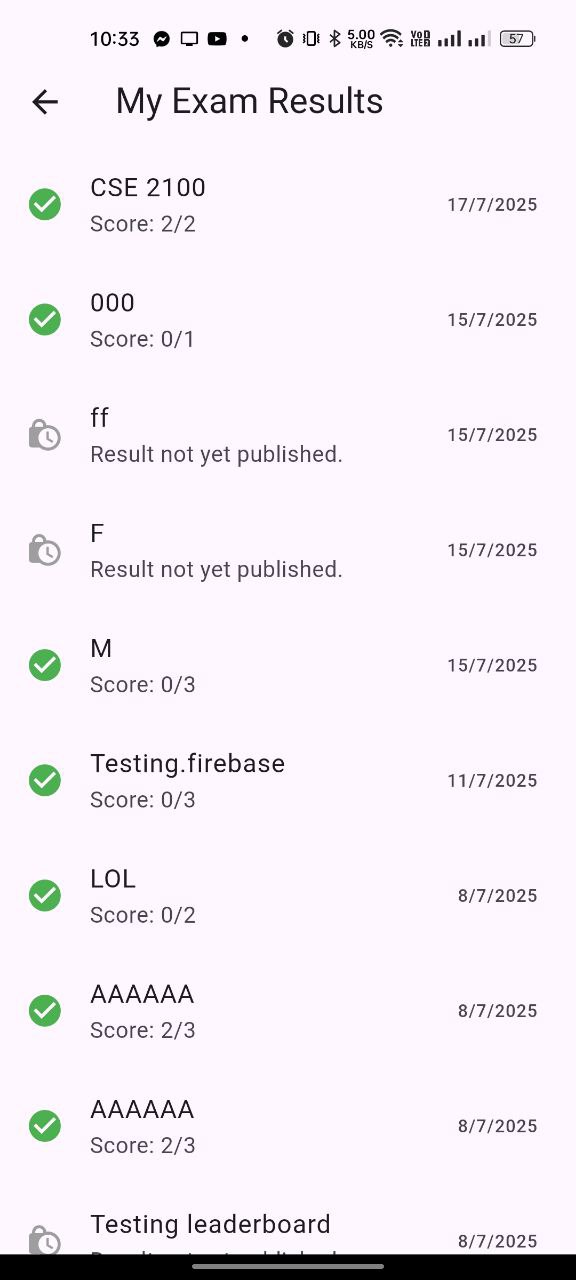 10:33
5.00 KB/S
57
My Exam Results
CSE 2100
Score: 2/2
17/7/2025
000
Score: 0/1
15/7/2025
ff
Result not yet published.
15/7/2025
F
Result not yet published.
15/7/2025
M
Score: 0/3
15/7/2025
Testing.firebase
Score: 0/3
11/7/2025
LOL
Score: 0/2
8/7/2025
AAAAAA
Score: 2/3
8/7/2025
AAAAAA
Score: 2/3
8/7/2025
Testing leaderboard
8/7/2025